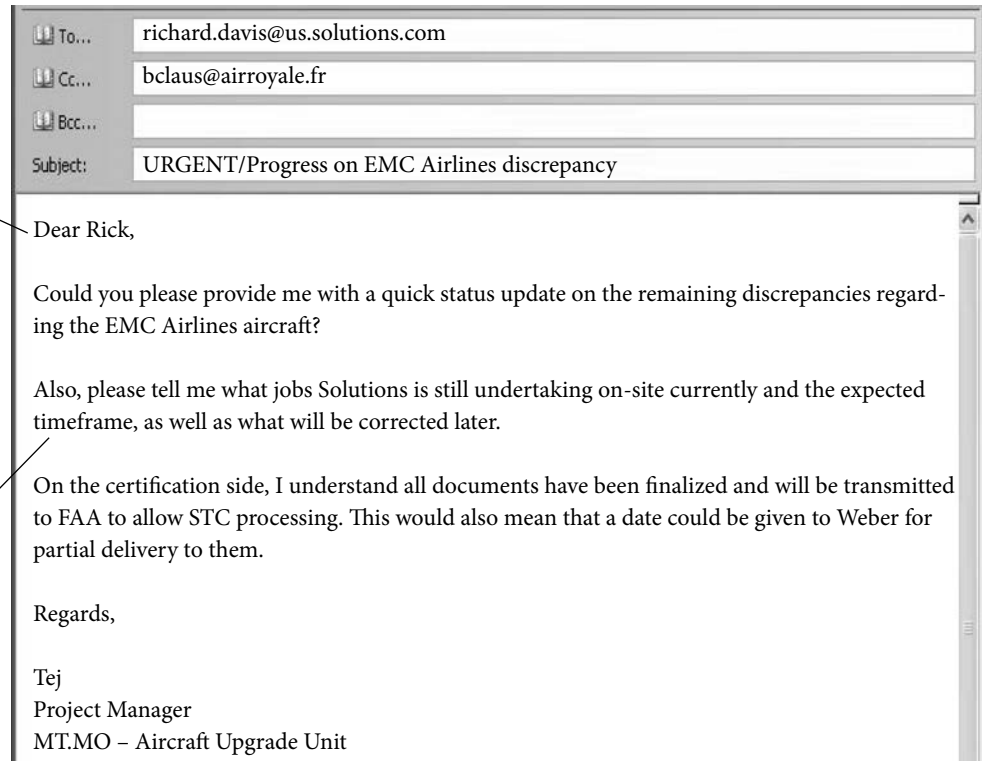 To... richard.davis@us.solutions.com
Cc... bclaus@airroyale.fr
Bcc...
Subject: URGENT/Progress on EMC Airlines discrepancy
Dear Rick,
Could you please provide me with a quick status update on the remaining discrepancies regard-
ing the EMC Airlines aircraft?
Also, please tell me what jobs Solutions is still undertaking on-site currently and the expected
timeframe, as well as what will be corrected later.
On the certification side, I understand all documents have been finalized and will be transmitted
to FAA to allow STC processing. This would also mean that a date could be given to Weber for
partial delivery to them.
Regards,
Tej
Project Manager
MT.MO – Aircraft Upgrade Unit